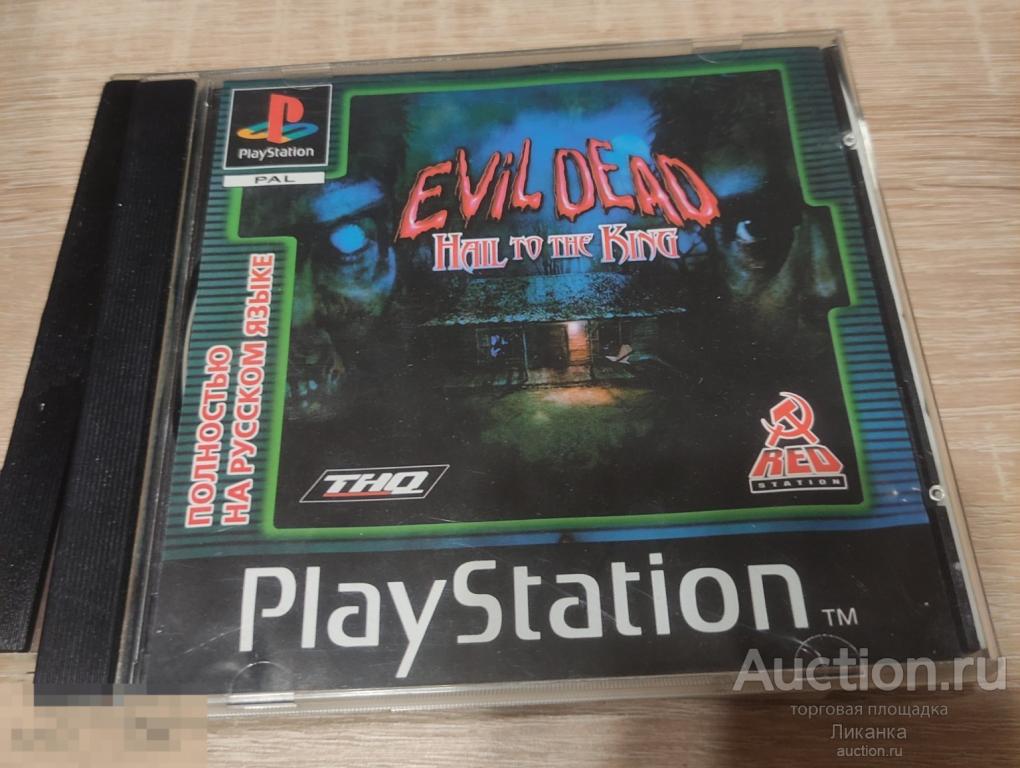 PlayStation
PAL
EVIL DEAD
HAIL TO THE KING
ПОЛНОСТЬЮ
НА РУССКОМ ЯЗЫКЕ
THQ
RED
STATION
PlayStation TM
Auction.ru
торговая площадка
Ликанка
auction.ru